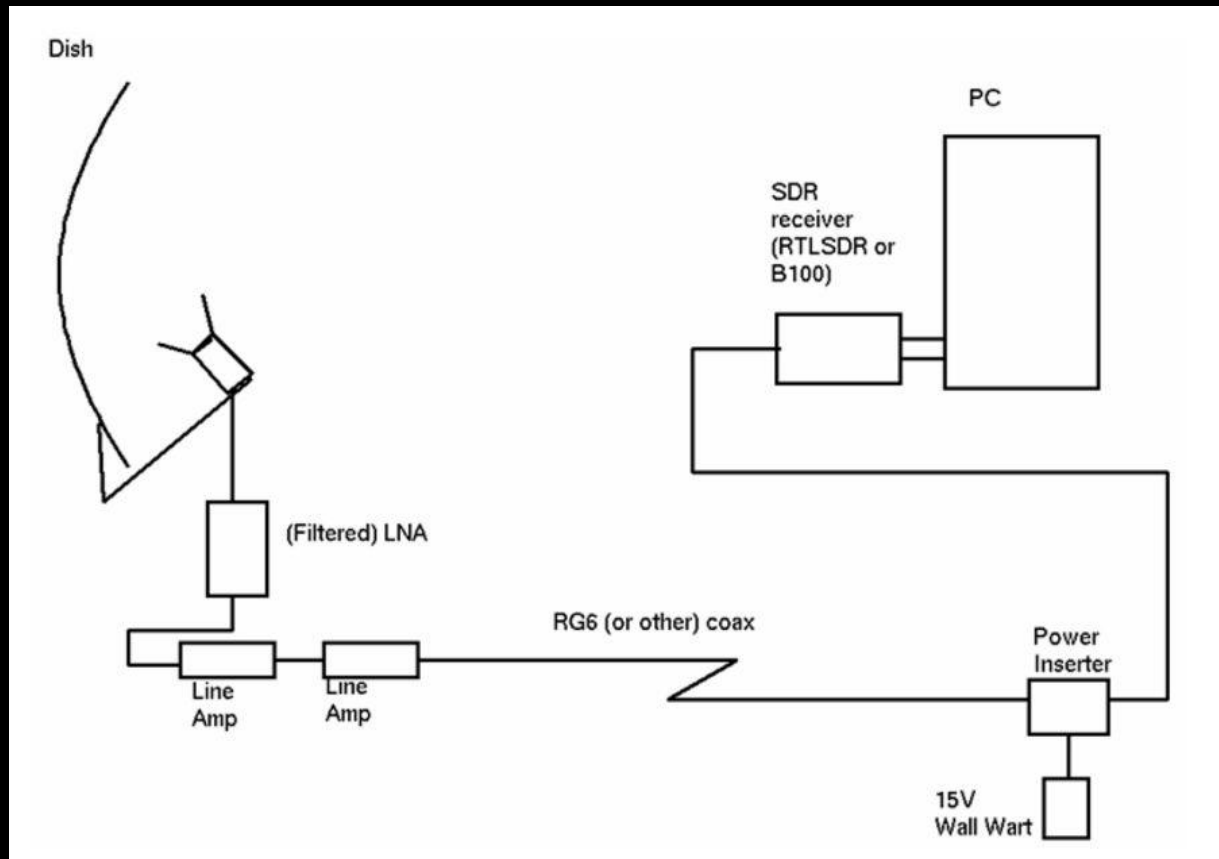 Dish
PC
SDR
receiver
(RTLSDR or
B100)
(Filtered) LNA
RG6 (or other) coax
Power
Inserter
Line
Amp
Line
Amp
15V
Wall Wart